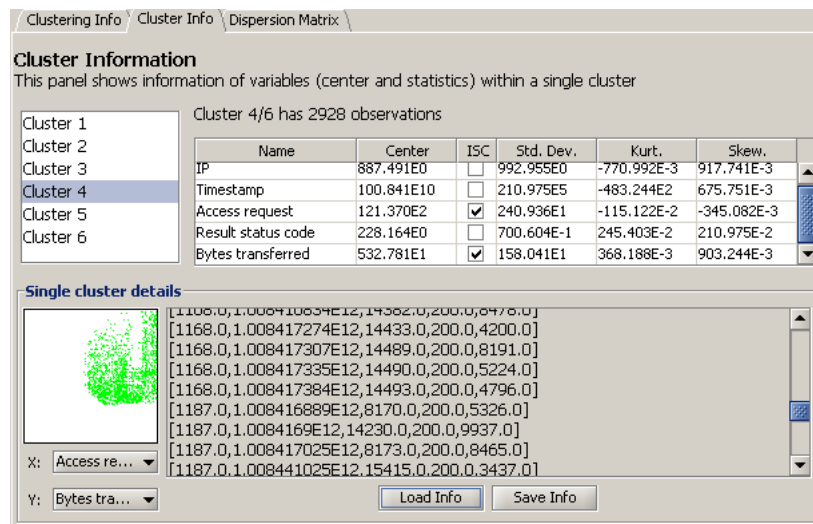 Clustering Info Cluster Info Dispersion Matrix
Cluster Information
This panel shows information of variables (center and statistics) within a single cluster
Cluster 1
Cluster 2
Cluster 3
Cluster 4
Cluster 5
Cluster 6
Cluster 4/6 has 2928 observations
Name Center ISC Std. Dev. Kurt. Skew.
IP 887.491E0 992.955E0 -770.992E-3 917.741E-3
Timestamp 100.841E10 210.975E5 -483.244E2 675.751E-3
Access request 121.370E2 240.936E1 -115.122E-2 -345.082E-3
Result status code 228.164E0 700.604E-1 245.403E-2 210.975E-2
Bytes transferred 532.781E1 158.041E1 368.188E-3 903.244E-3
Single cluster details
[1168.0,1.008410834E12,14382.0,200.0,8478.0]
[1168.0,1.008417274E12,14433.0,200.0,4200.0]
[1168.0,1.008417307E12,14489.0,200.0,8191.0]
[1168.0,1.008417335E12,14490.0,200.0,5224.0]
[1168.0,1.008417384E12,14493.0,200.0,4796.0]
[1187.0,1.008416889E12,8170.0,200.0,5326.0]
[1187.0,1.0084169E12,14230.0,200.0,9937.0]
[1187.0,1.008417025E12,8173.0,200.0,8465.0]
[1187.0,1.008441025E12,15415.0,200.0,3437.0]
X: Access re...
Y: Bytes tra...
Load Info Save Info